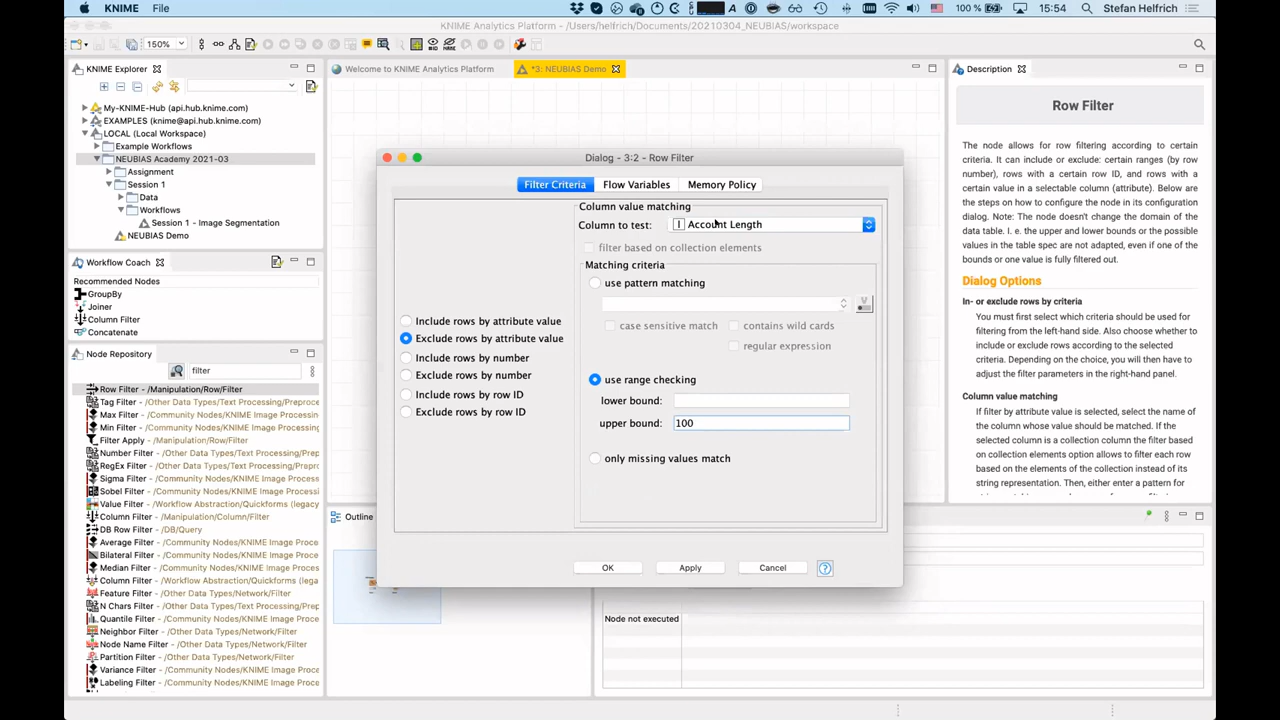 KNIME File 100 % 15:54 Stefan Helfrich
KNIME Analytics Platform - /Users/helfrich/Documents/20210304_NEUBIAS/workspace
150%
KNIME Explorer
My-KNIME-Hub (api.hub.knime.com)
EXAMPLES (knime@api.hub.knime.com)
LOCAL (Local Workspace)
Example Workflows
NEUBIAS Academy 2021-03
Assignment
Session 1
Data
Workflows
Session 1 - Image Segmentation
NEUBIAS Demo
Workflow Coach
Recommended Nodes
GroupBy
Joiner
Column Filter
Concatenate
Node Repository
filter
Row Filter - /Manipulation/Row/Filter
Tag Filter - /Other Data Types/Text Processing/Preproce
Max Filter - /Community Nodes/KNIME Image Process
Min Filter - /Community Nodes/KNIME Image Processi
Filter Apply - /Manipulation/Row/Filter
Number Filter - /Other Data Types/Text Processing/Pre
RegEx Filter - /Other Data Types/Text Processing/Prep
Sigma Filter - /Community Nodes/KNIME Image Proces
Sobel Filter - /Community Nodes/KNIME Image Process
Value Filter - /Workflow Abstraction/Quickforms (legacy
Column Filter - /Manipulation/Column/Filter
DB Row Filter - /DB/Query
Average Filter - /Community Nodes/KNIME Image Proce
Bilateral Filter - /Community Nodes/KNIME Image Proce
Median Filter - /Community Nodes/KNIME Image Proce
Column Filter - /Workflow Abstraction/Quickforms (lega
Feature Filter - /Other Data Types/Network/Filter
N Chars Filter - /Other Data Types/Text Processing/Pre
Quantile Filter - /Community Nodes/KNIME Image Proc
Neighbor Filter - /Other Data Types/Network/Filter
Node Name Filter - /Other Data Types/Network/Filter
Partition Filter - /Other Data Types/Network/Filter
Variance Filter - /Community Nodes/KNIME Image Proc
Labeling Filter - /Community Nodes/KNIME Image Proce
Welcome to KNIME Analytics Platform
*3: NEUBIAS Demo
Dialog - 3:2 - Row Filter
Filter Criteria Flow Variables Memory Policy
Include rows by attribute value
Exclude rows by attribute value
Include rows by number
Exclude rows by number
Include rows by row ID
Exclude rows by row ID
Column value matching
Column to test: I Account Length
filter based on collection elements
Matching criteria
use pattern matching
case sensitive match contains wild cards
regular expression
use range checking
lower bound:
upper bound: 100
only missing values match
OK Apply Cancel ?
Outline
Node not executed
Description
Row Filter
The node allows for row filtering according to certain
criteria. It can include or exclude: certain ranges (by row
number), rows with a certain row ID, and rows with a
certain value in a selectable column (attribute). Below are
the steps on how to configure the node in its configuration
dialog. Note: The node doesn't change the domain of the
data table. I. e. the upper and lower bounds or the possible
values in the table spec are not adapted, even if one of the
bounds or one value is fully filtered out.
Dialog Options
In- or exclude rows by criteria
You must first select which criteria should be used for
filtering from the left-hand side. Also choose whether to
include or exclude rows according to the selected
criteria. Depending on the choice, you will then have to
adjust the filter parameters in the right-hand panel.
Column value matching
If filter by attribute value is selected, select the name of
the column whose value should be matched. If the
selected column is a collection column the filter based
on collection elements option allows to filter each row
based on the elements of the collection instead of its
string representation. Then, either enter a pattern for